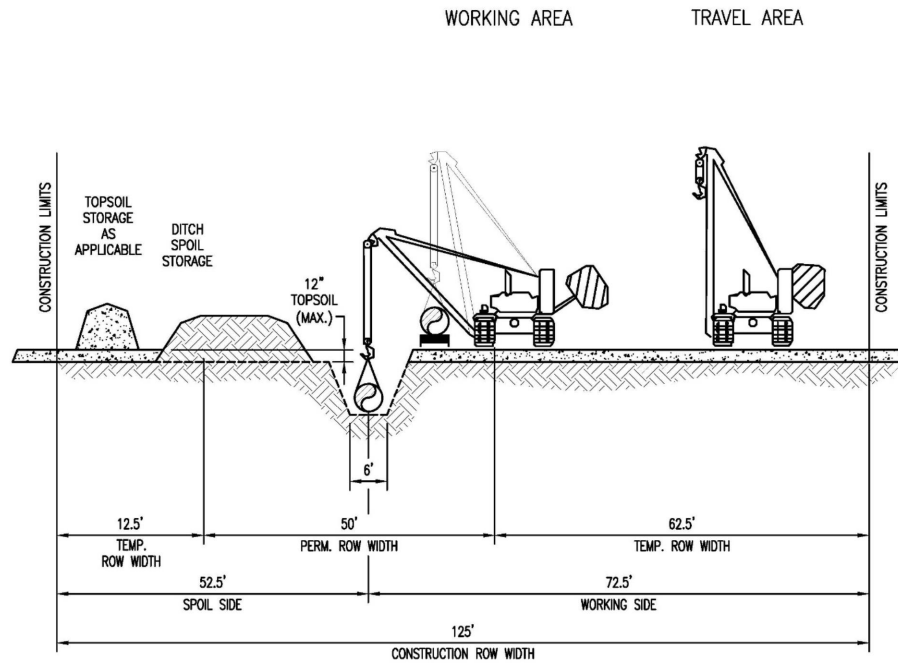 WORKING AREA
TRAVEL AREA
CONSTRUCTION LIMITS
TOPSOIL
STORAGE
AS
APPLICABLE
DITCH
SPOIL
STORAGE
12"
TOPSOIL
(MAX.)
CONSTRUCTION LIMITS
6'
12.5'
TEMP.
ROW WIDTH
50'
PERM. ROW WIDTH
62.5'
TEMP. ROW WIDTH
52.5'
SPOIL SIDE
72.5'
WORKING SIDE
125'
CONSTRUCTION ROW WIDTH